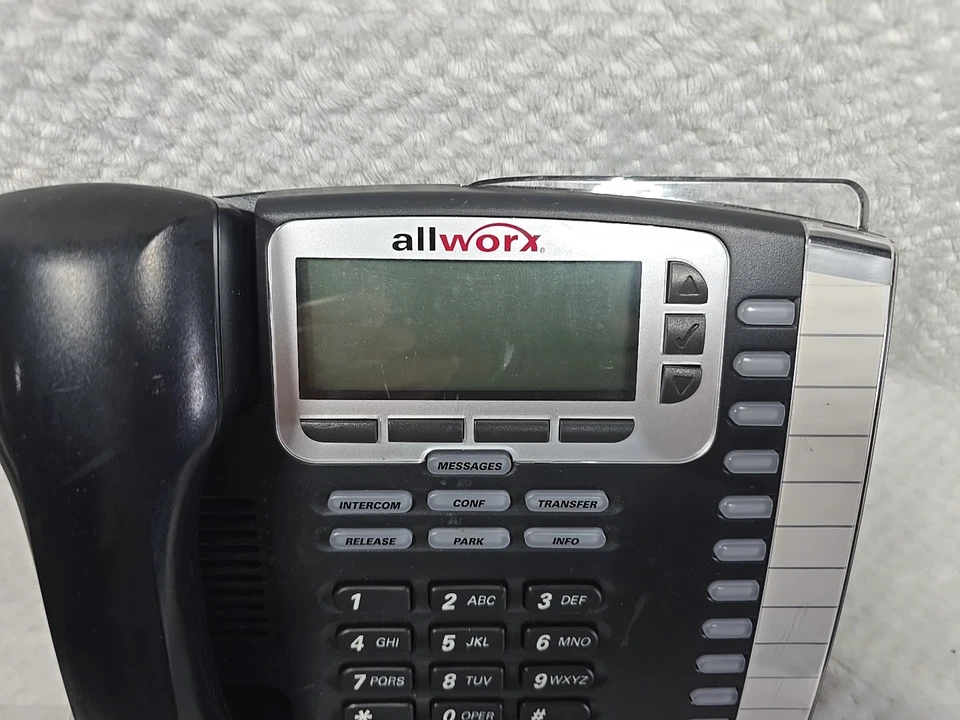 allworx
MESSAGES
INTERCOM CONF TRANSFER
RELEASE PARK INFO
1 2 ABC 3 DEF
4 GHI 5 JKL 6 MNO
7 PQRS 8 TUV 9 WXYZ
* 0 OPER #